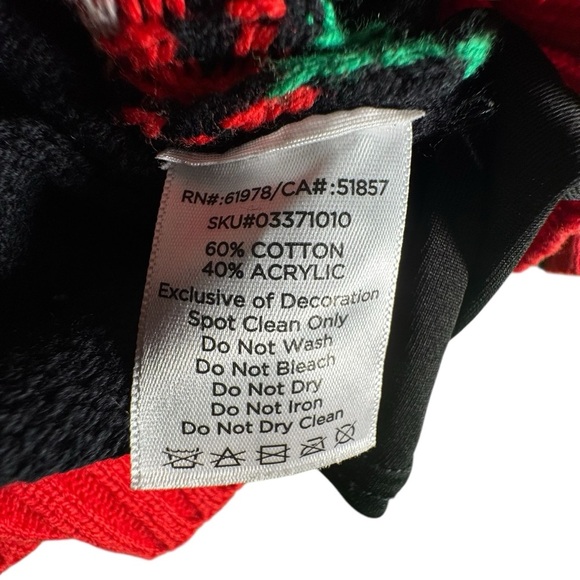 RN#:61978/CA#:51857
SKU#03371010
60% COTTON
40% ACRYLIC
Exclusive of Decoration
Spot Clean Only
Do Not Wash
Do Not Bleach
Do Not Dry
Do Not Iron
Do Not Dry Clean